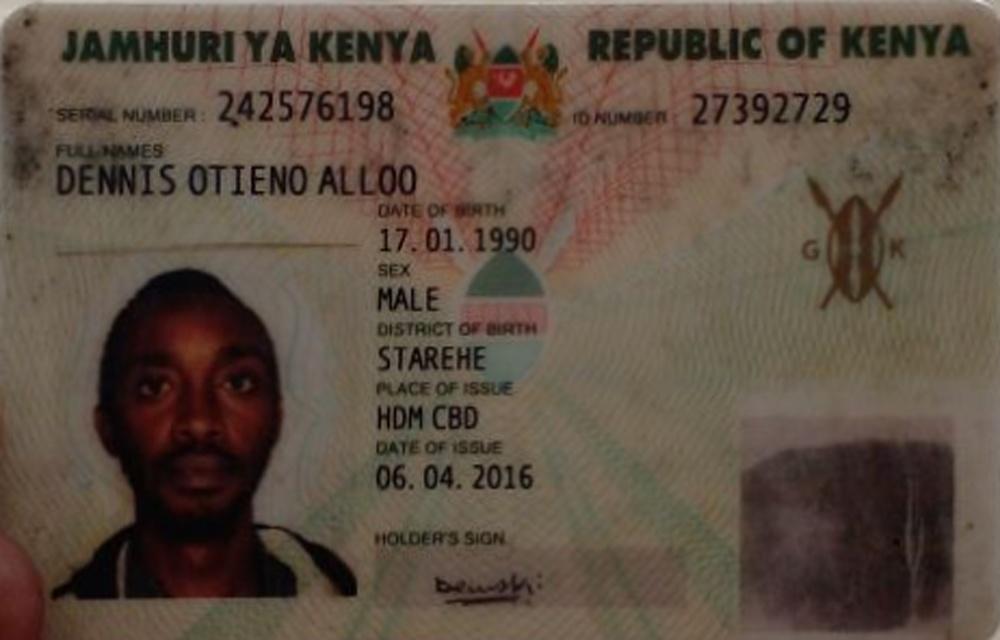 JAMHURI YA KENYA REPUBLIC OF KENYA
SERIAL NUMBER : 242576198 ID NUMBER : 27392729
FULL NAMES
DENNIS OTIENO ALLOO
DATE OF BIRTH
17. 01. 1990
G K
SEX
MALE
DISTRICT OF BIRTH
STAREHE
PLACE OF ISSUE
HDM CBD
DATE OF ISSUE
06. 04. 2016
HOLDER'S SIGN.